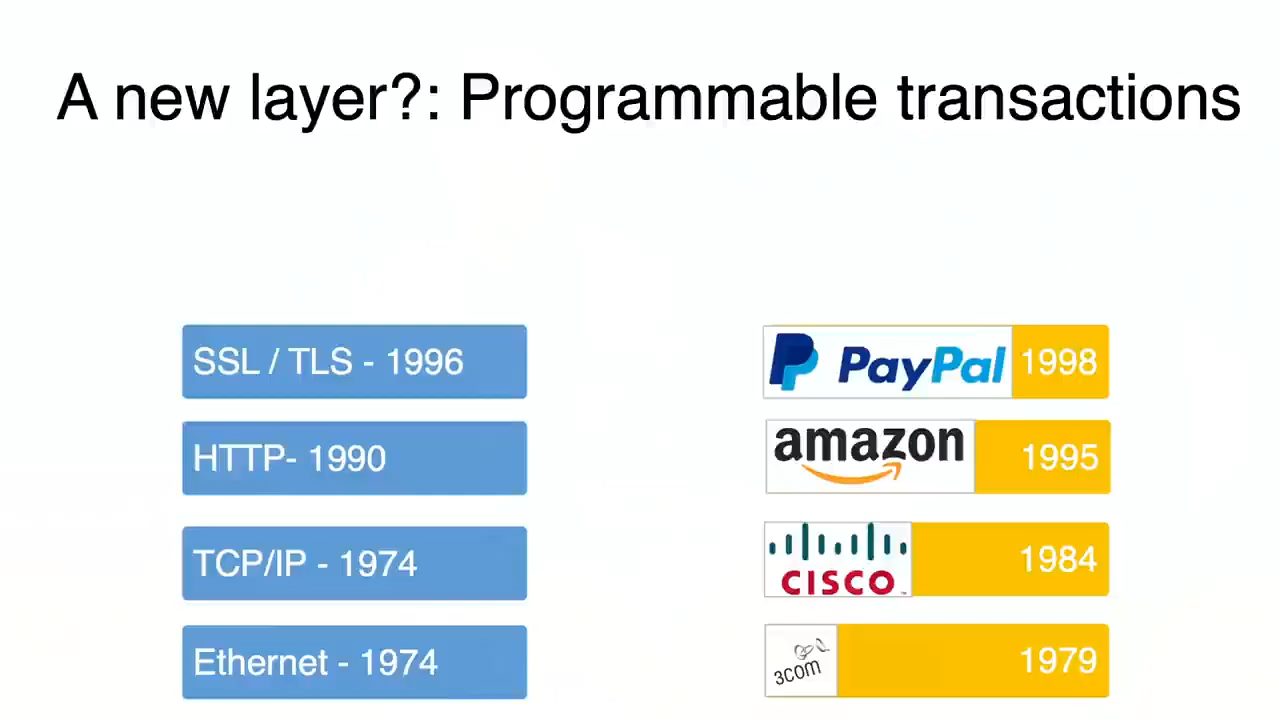 A new layer?: Programmable transactions
SSL / TLS - 1996
PayPal 1998
HTTP- 1990
amazon 1995
TCP/IP - 1974
CISCO 1984
Ethernet - 1974
3com 1979